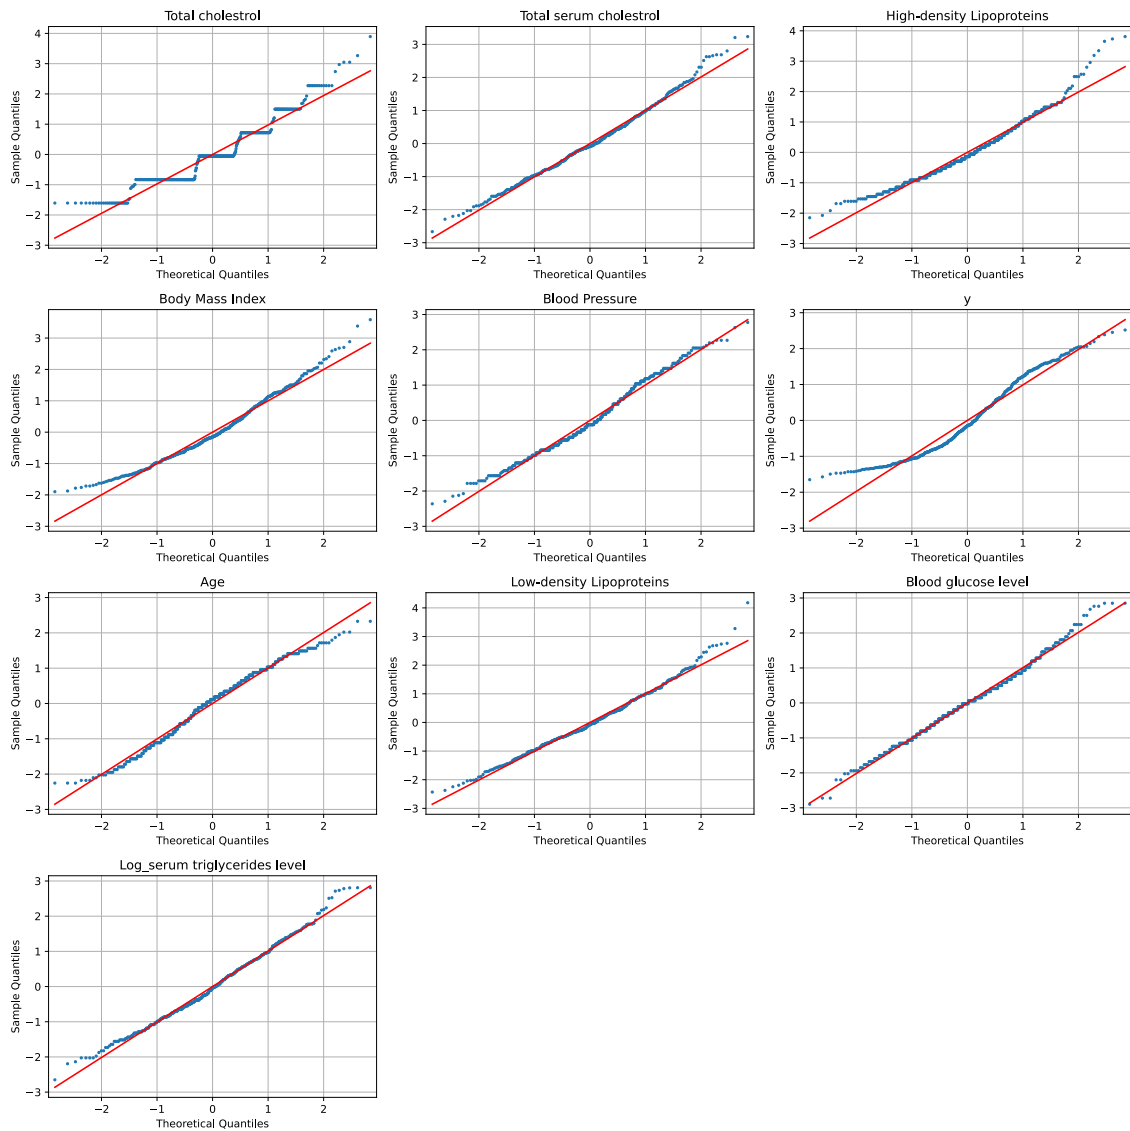 Total cholestrol
Sample Quantiles
4
3
2
1
0
−1
−2
−3
−2 −1 0 1 2
Theoretical Quantiles
Total serum cholestrol
Sample Quantiles
3
2
1
0
−1
−2
−3
−2 −1 0 1 2
Theoretical Quantiles
High-density Lipoproteins
Sample Quantiles
4
3
2
1
0
−1
−2
−3
−2 −1 0 1 2
Theoretical Quantiles
Body Mass Index
Sample Quantiles
3
2
1
0
−1
−2
−3
−2 −1 0 1 2
Theoretical Quantiles
Blood Pressure
Sample Quantiles
3
2
1
0
−1
−2
−3
−2 −1 0 1 2
Theoretical Quantiles
y
Sample Quantiles
3
2
1
0
−1
−2
−3
−2 −1 0 1 2
Theoretical Quantiles
Age
Sample Quantiles
3
2
1
0
−1
−2
−3
−2 −1 0 1 2
Theoretical Quantiles
Low-density Lipoproteins
Sample Quantiles
4
3
2
1
0
−1
−2
−3
−2 −1 0 1 2
Theoretical Quantiles
Blood glucose level
Sample Quantiles
3
2
1
0
−1
−2
−3
−2 −1 0 1 2
Theoretical Quantiles
Log_serum triglycerides level
Sample Quantiles
3
2
1
0
−1
−2
−3
−2 −1 0 1 2
Theoretical Quantiles